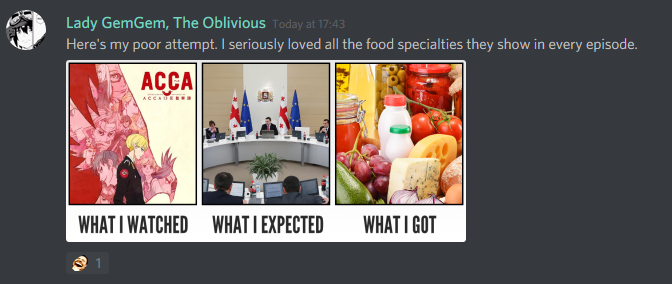 Lady GemGem, The Oblivious Today at 17:43
Here's my poor attempt. I seriously loved all the food specialties they show in every episode.
ACCA
ACCA13区監察課
WHAT I WATCHED
WHAT I EXPECTED
WHAT I GOT
1